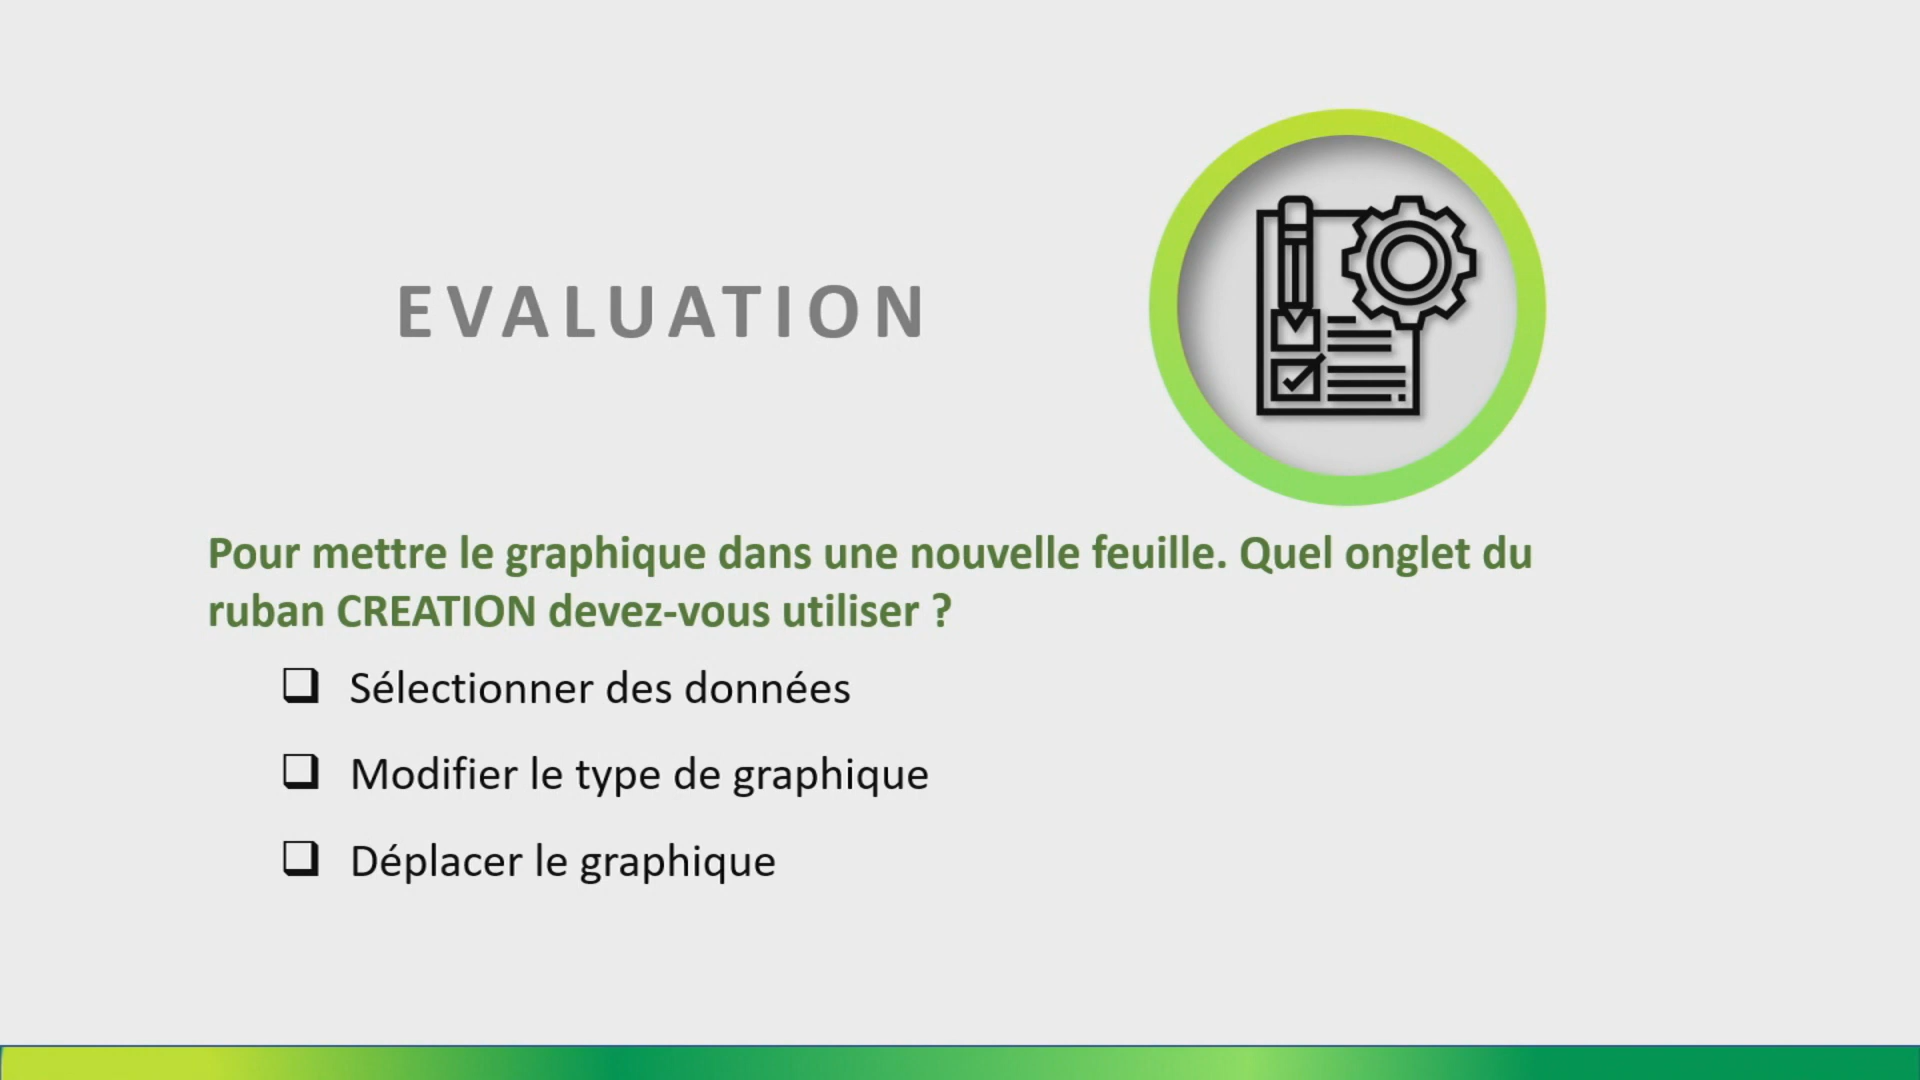 EVALUATION
Pour mettre le graphique dans une nouvelle feuille. Quel onglet du
ruban CREATION devez-vous utiliser ?
Sélectionner des données
Modifier le type de graphique
Déplacer le graphique